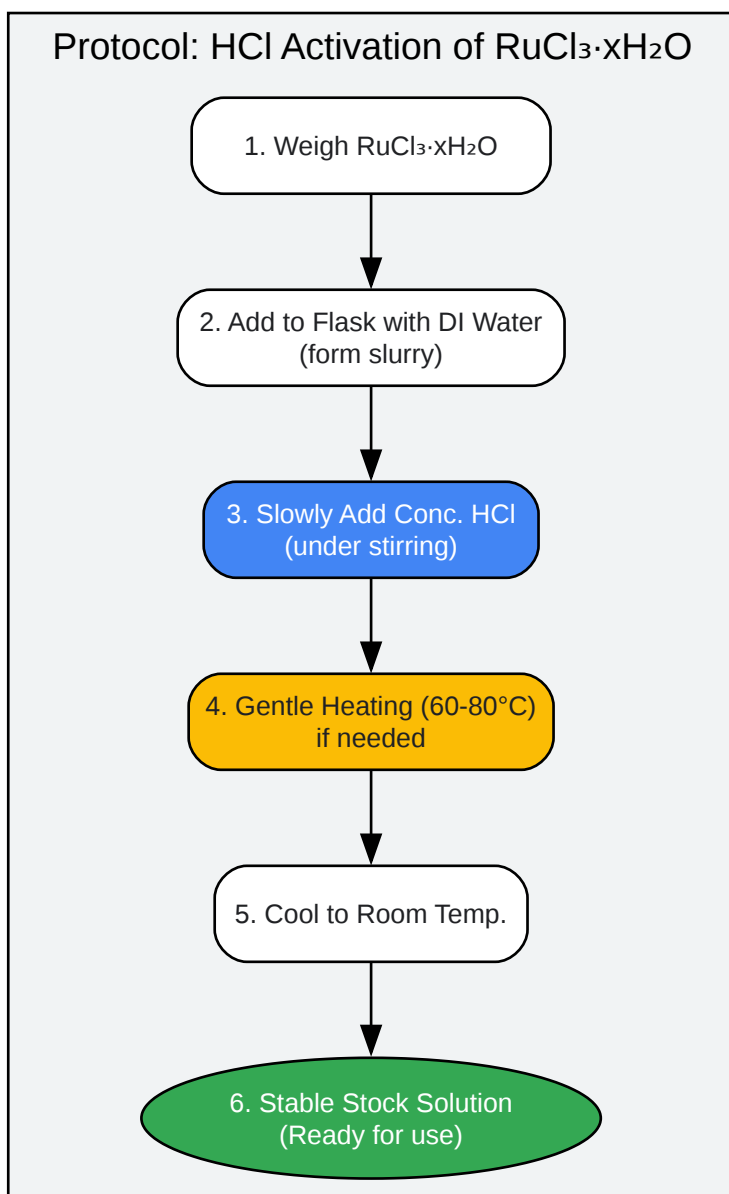 Protocol: HCl Activation of RuCl₃·xH₂O
1. Weigh RuCl₃·xH₂O
2. Add to Flask with DI Water
(form slurry)
3. Slowly Add Conc. HCl
(under stirring)
4. Gentle Heating (60-80°C)
if needed
5. Cool to Room Temp.
6. Stable Stock Solution
(Ready for use)